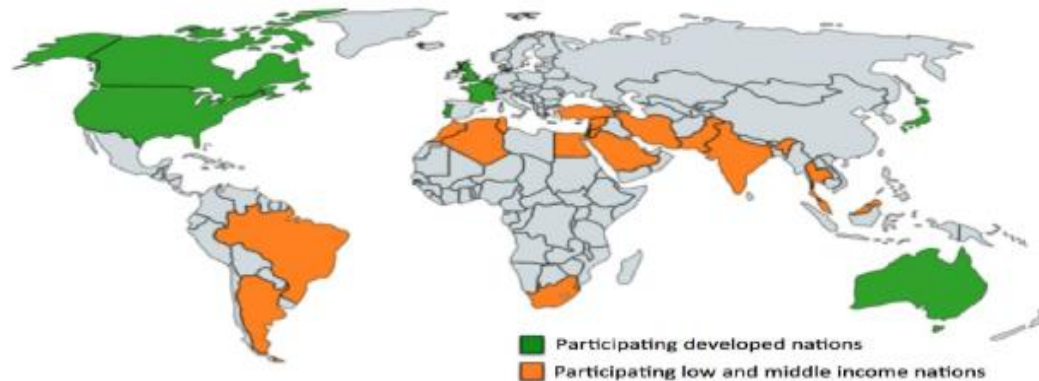 Participating developed nations
Participating low and middle income nations